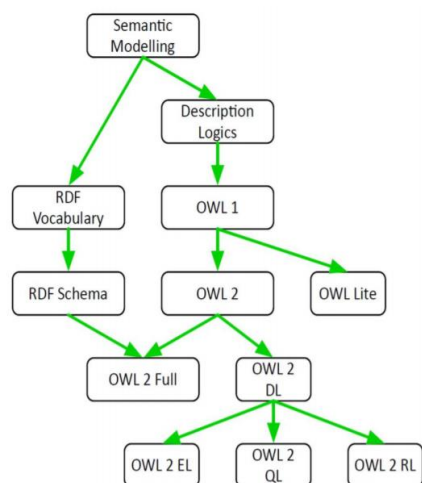 Semantic
Modelling
Description
Logics
RDF
Vocabulary
OWL 1
RDF Schema
OWL 2
OWL Lite
OWL 2 Full
OWL 2
DL
OWL 2 EL
OWL 2
QL
OWL 2 RL